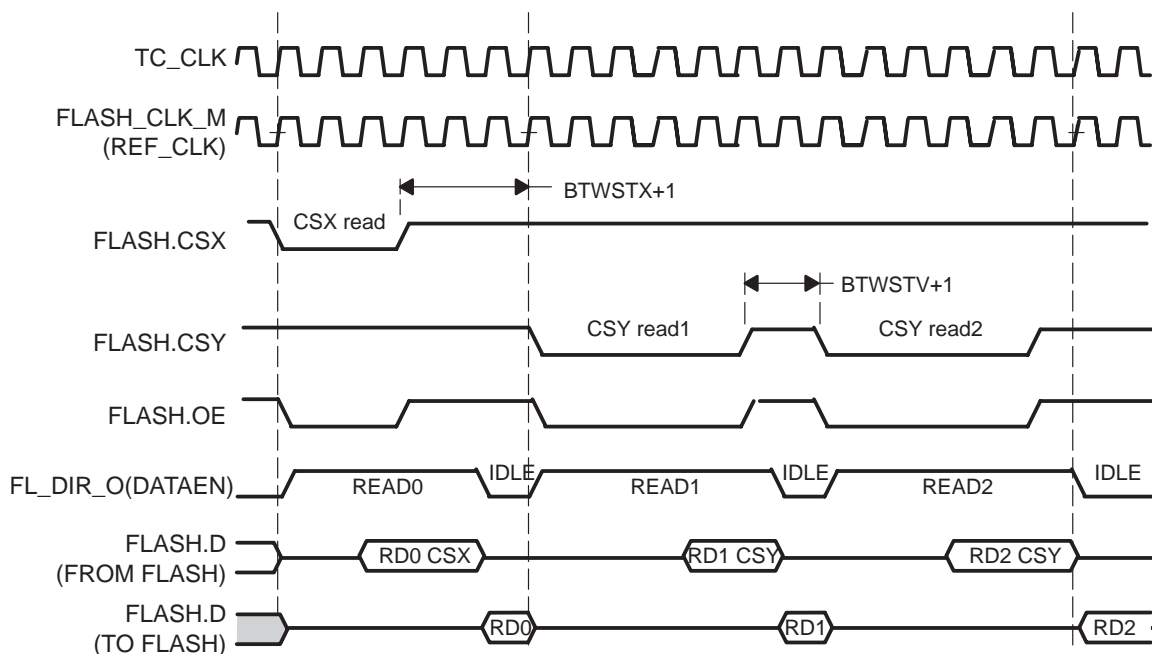 TC_CLK
FLASH_CLK_M
(REF_CLK)
BTWSTX+1
CSX read
FLASH.CSX
BTWSTV+1
CSY read1
CSY read2
FLASH.CSY
FLASH.OE
FL_DIR_O(DATAEN)
READ0
IDLE
READ1
IDLE
READ2
IDLE
FLASH.D
(FROM FLASH)
RD0 CSX
RD1 CSY
RD2 CSY
FLASH.D
(TO FLASH)
RD0
RD1
RD2